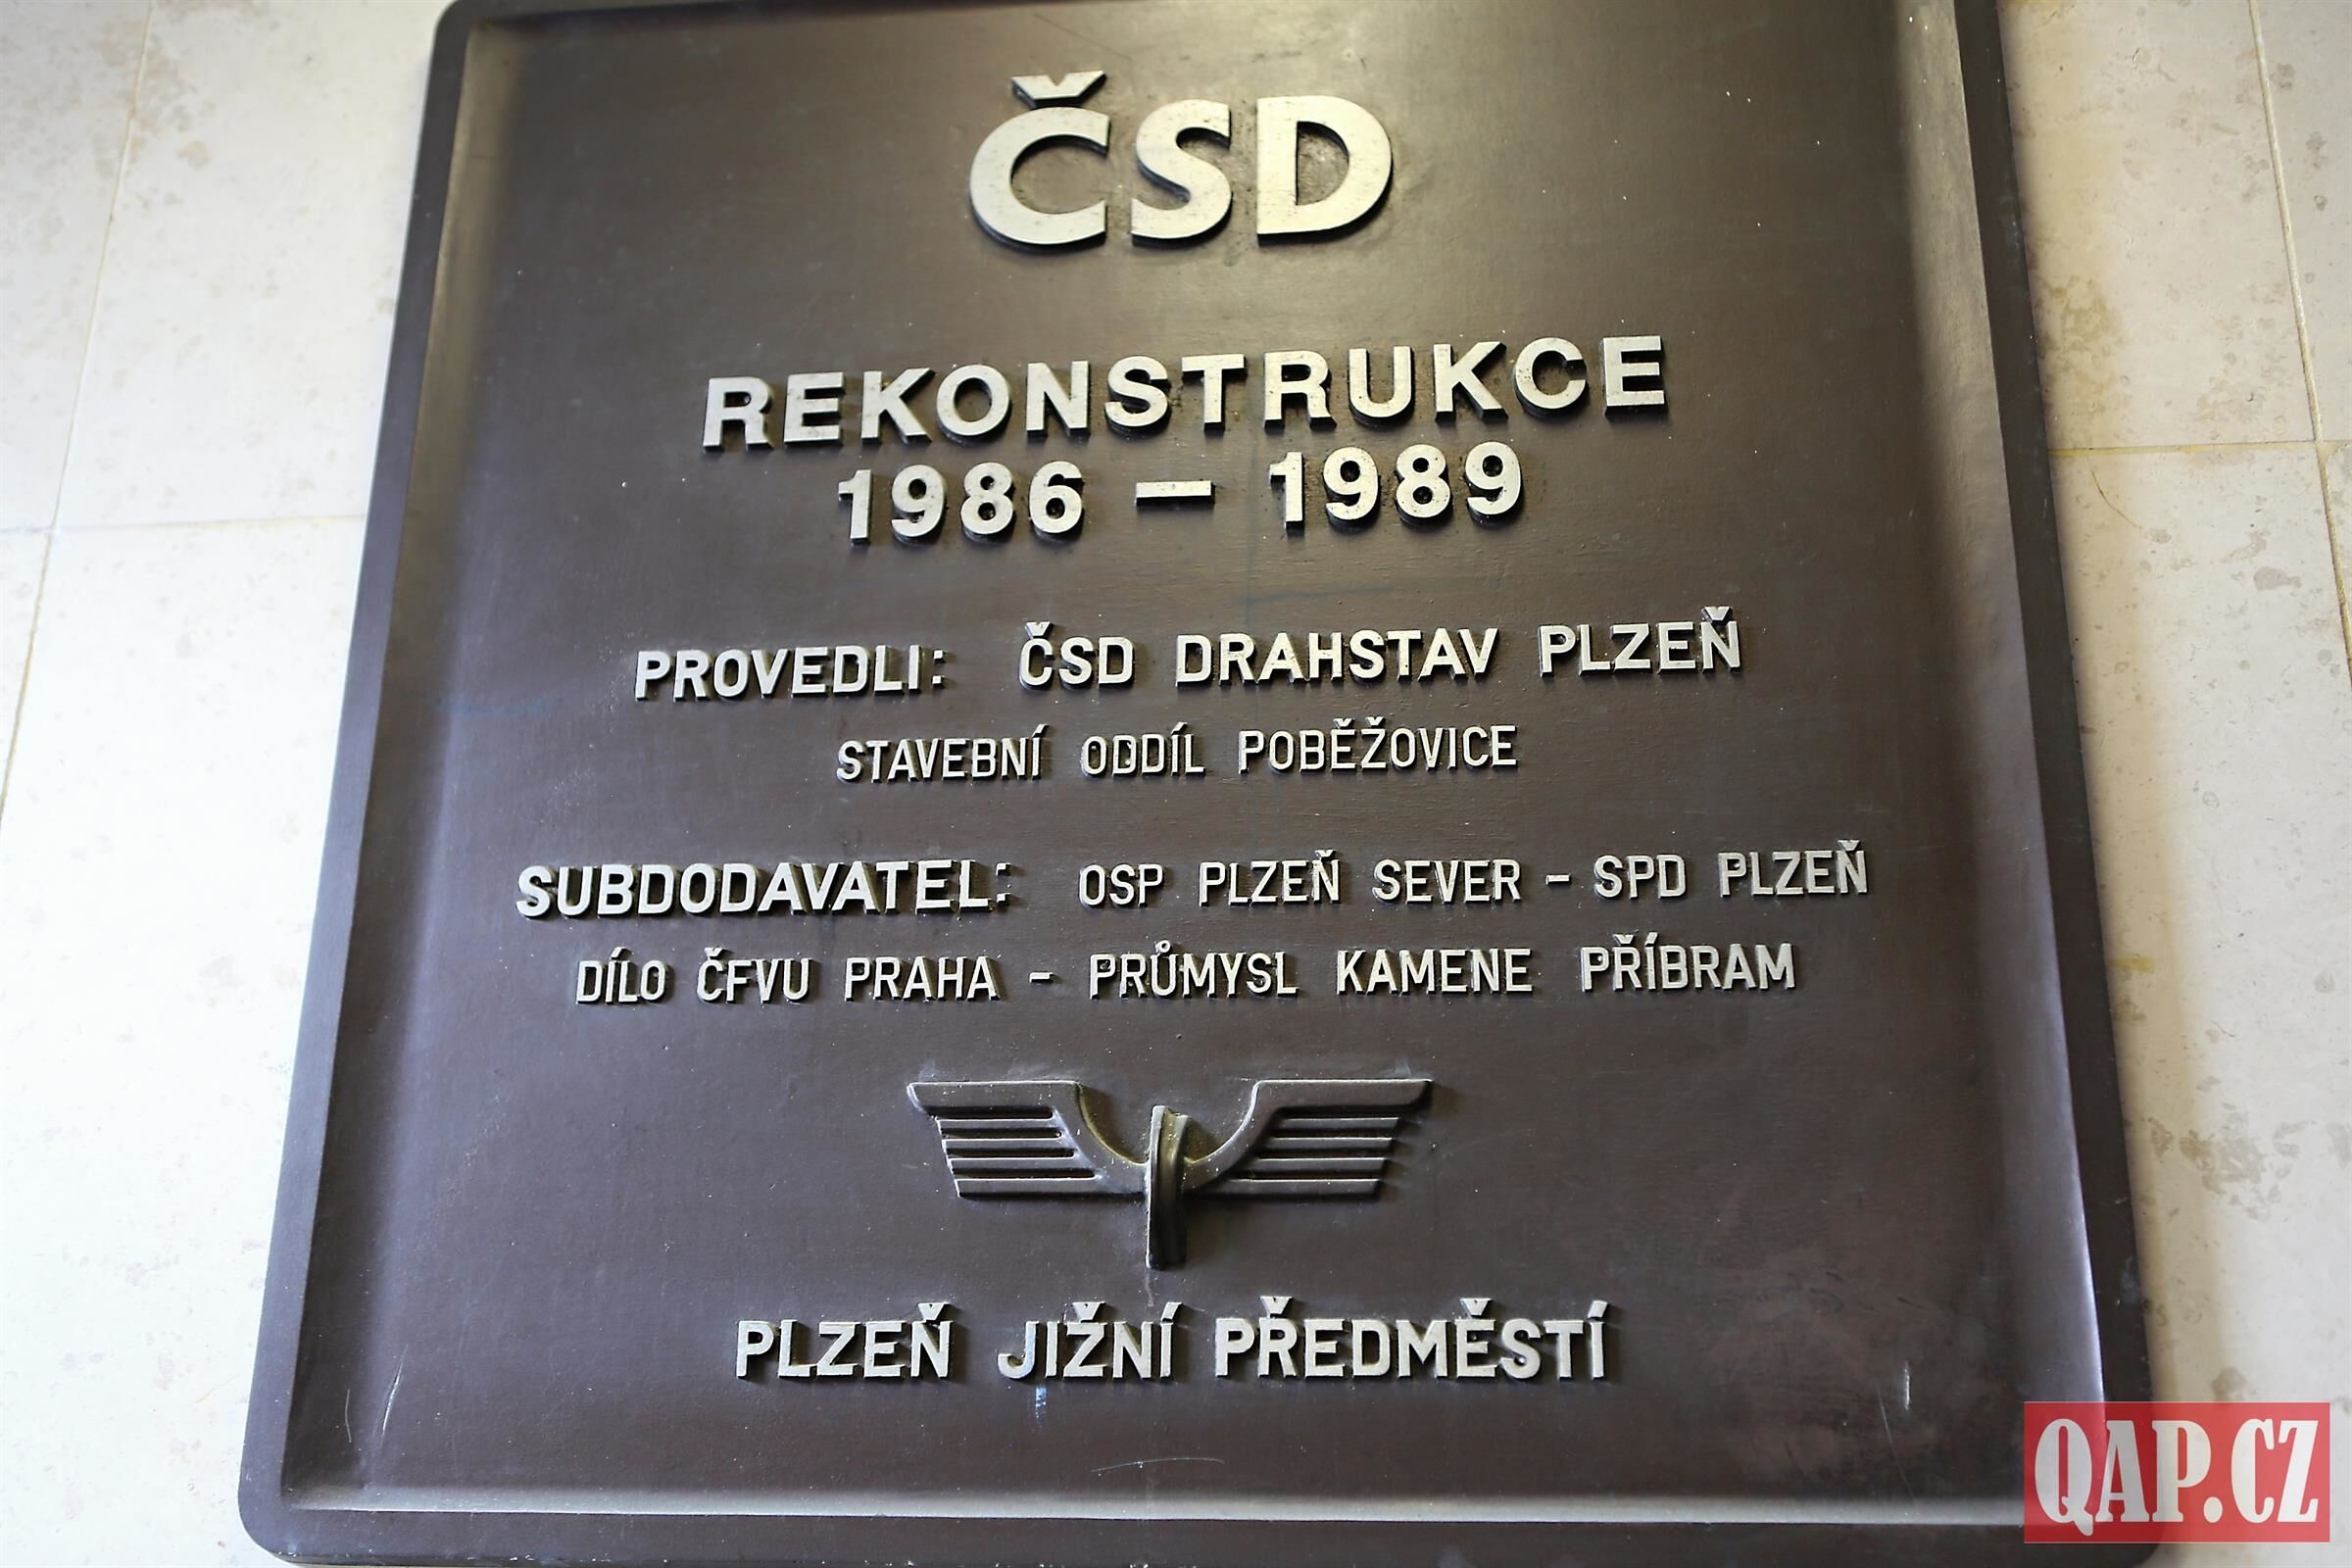 ČSD
REKONSTRUKCE
1986 – 1989
PROVEDLI: ČSD DRAHSTAV PLZEŇ
STAVEBNÍ ODDÍL POBĚŽOVICE
SUBDODAVATEL: OSP PLZEŇ SEVER – SPD PLZEŇ
DÍLO ČFVU PRAHA – PRŮMYSL KAMENE PŘÍBRAM
PLZEŇ JIŽNÍ PŘEDMĚSTÍ
QAP.CZ